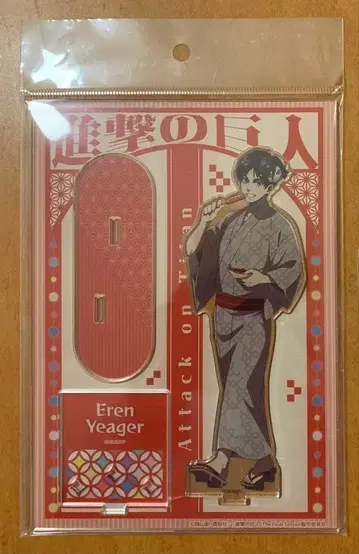 進撃の巨人
Attack on Titan
Eren
Yeager